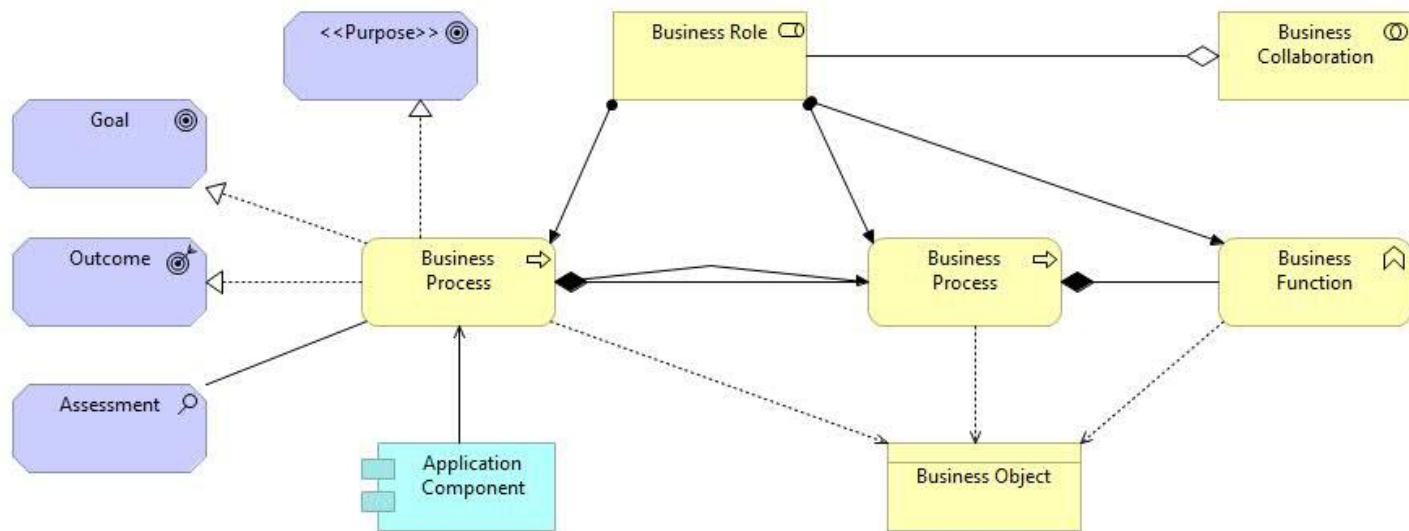 <<Purpose>>
Business Role
Business
Collaboration
Goal
Outcome
Business
Process
Business
Process
Business
Function
Assessment
Application
Component
Business Object